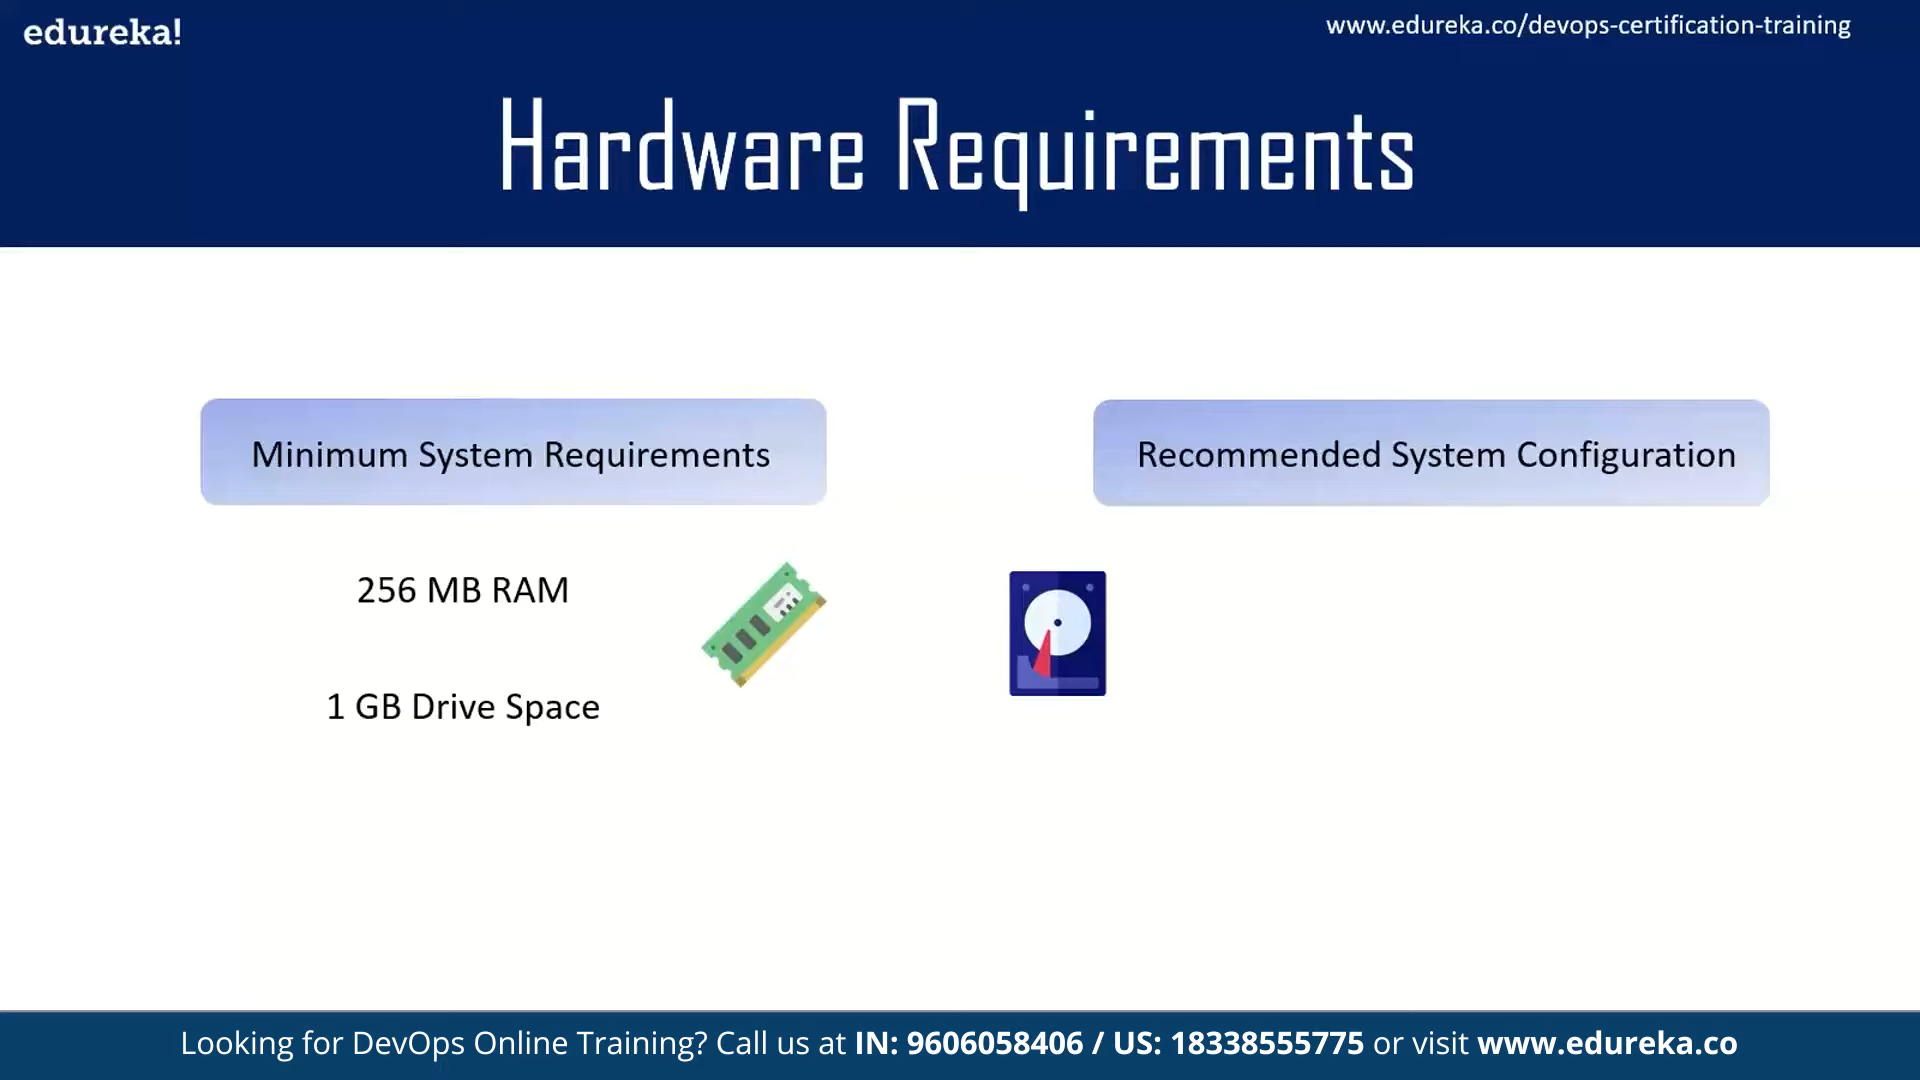 edureka!
www.edureka.co/devops-certification-training
Hardware Requirements
Minimum System Requirements
Recommended System Configuration
256 MB RAM
1 GB Drive Space
Looking for DevOps Online Training? Call us at IN: 9606058406 / US: 18338555775 or visit www.edureka.co